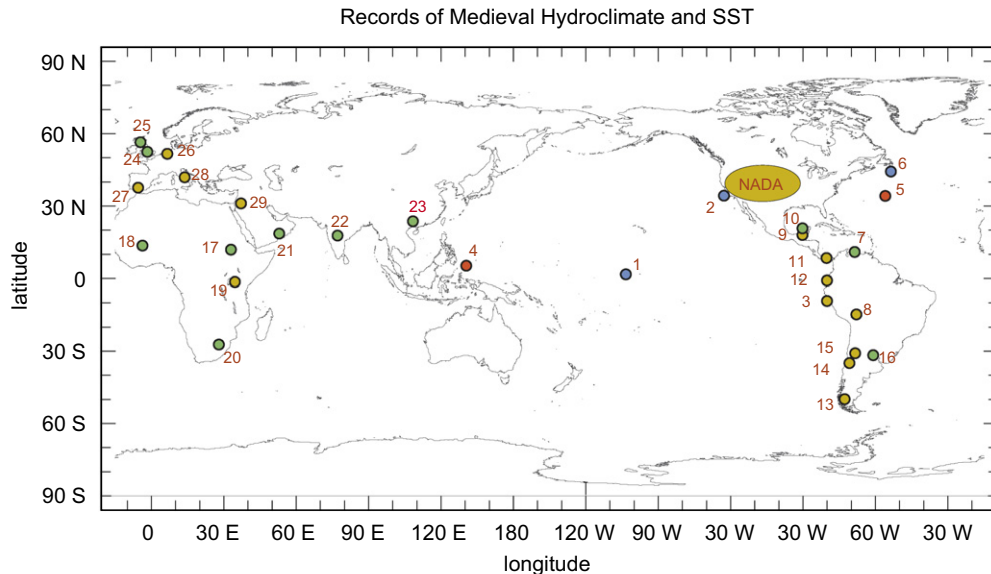 Records of Medieval Hydroclimate and SST
90 N
60 N
30 N
0
30 S
60 S
90 S
latitude
25
24
26
28
27
29
23
22
21
18
17
19
20
4
1
NADA
2
6
5
10
9
7
11
12
3
8
15
16
14
13
0 30 E 60 E 90 E 120 E 180 120 W 90 W 30 W 90 W 60 W 30 W
longitude